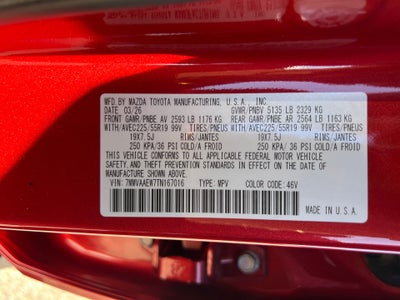 MFD. BY MAZDA TOYOTA MANUFACTURING, U.S.A., INC.
DATE: 03/26 GVWR/PNBV 5135 LB 2329 KG
FRONT GAWR/PNBE AV 2593 LB 1176 KG REAR GAWR/PNBE AR 2564 LB 1163 KG
WITH/AVEC225/55R19 99V TIRES/PNEUS WITH/AVEC225/55R19 99V TIRES/PNEUS
19X7.5J RIMS/JANTES 19X7.5J RIMS/JANTES
250 KPA/36 PSI COLD/A FROID 250 KPA/36 PSI COLD/A FROID
THIS VEHICLE CONFORMS TO ALL APPLICABLE FEDERAL MOTOR VEHICLE
SAFETY, AND THEFT PREVENTION STANDARDS IN EFFECT ON THE DATE OF
MANUFACTURE SHOWN ABOVE.
VIN: 7MMVAAEW7TN167016 TYPE: MPV COLOR CODE: 46V
MADE IN U.S.A.